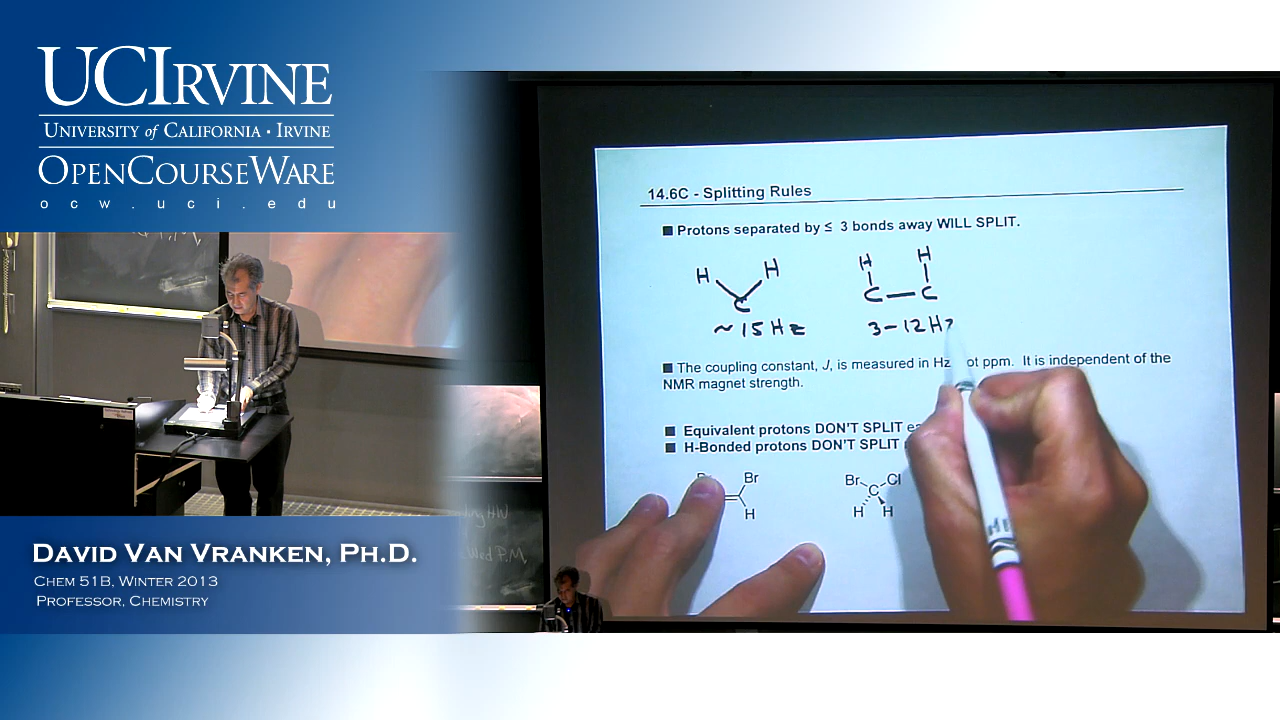 UCIRVINE
UNIVERSITY of CALIFORNIA · IRVINE
OPENCOURSEWARE
ocw.uci.edu
DAVID VAN VRANKEN, PH.D.
CHEM 51B, WINTER 2013
PROFESSOR, CHEMISTRY
14.6C - Splitting Rules
■ Protons separated by ≤ 3 bonds away WILL SPLIT.
H H H H
C C — C
~15 Hz 3-12 Hz
■ The coupling constant, J, is measured in Hz ot ppm. It is independent of the
NMR magnet strength.
■ Equivalent protons DON'T SPLIT
■ H-Bonded protons DON'T SPLIT
Br Br Cl
C
H H H